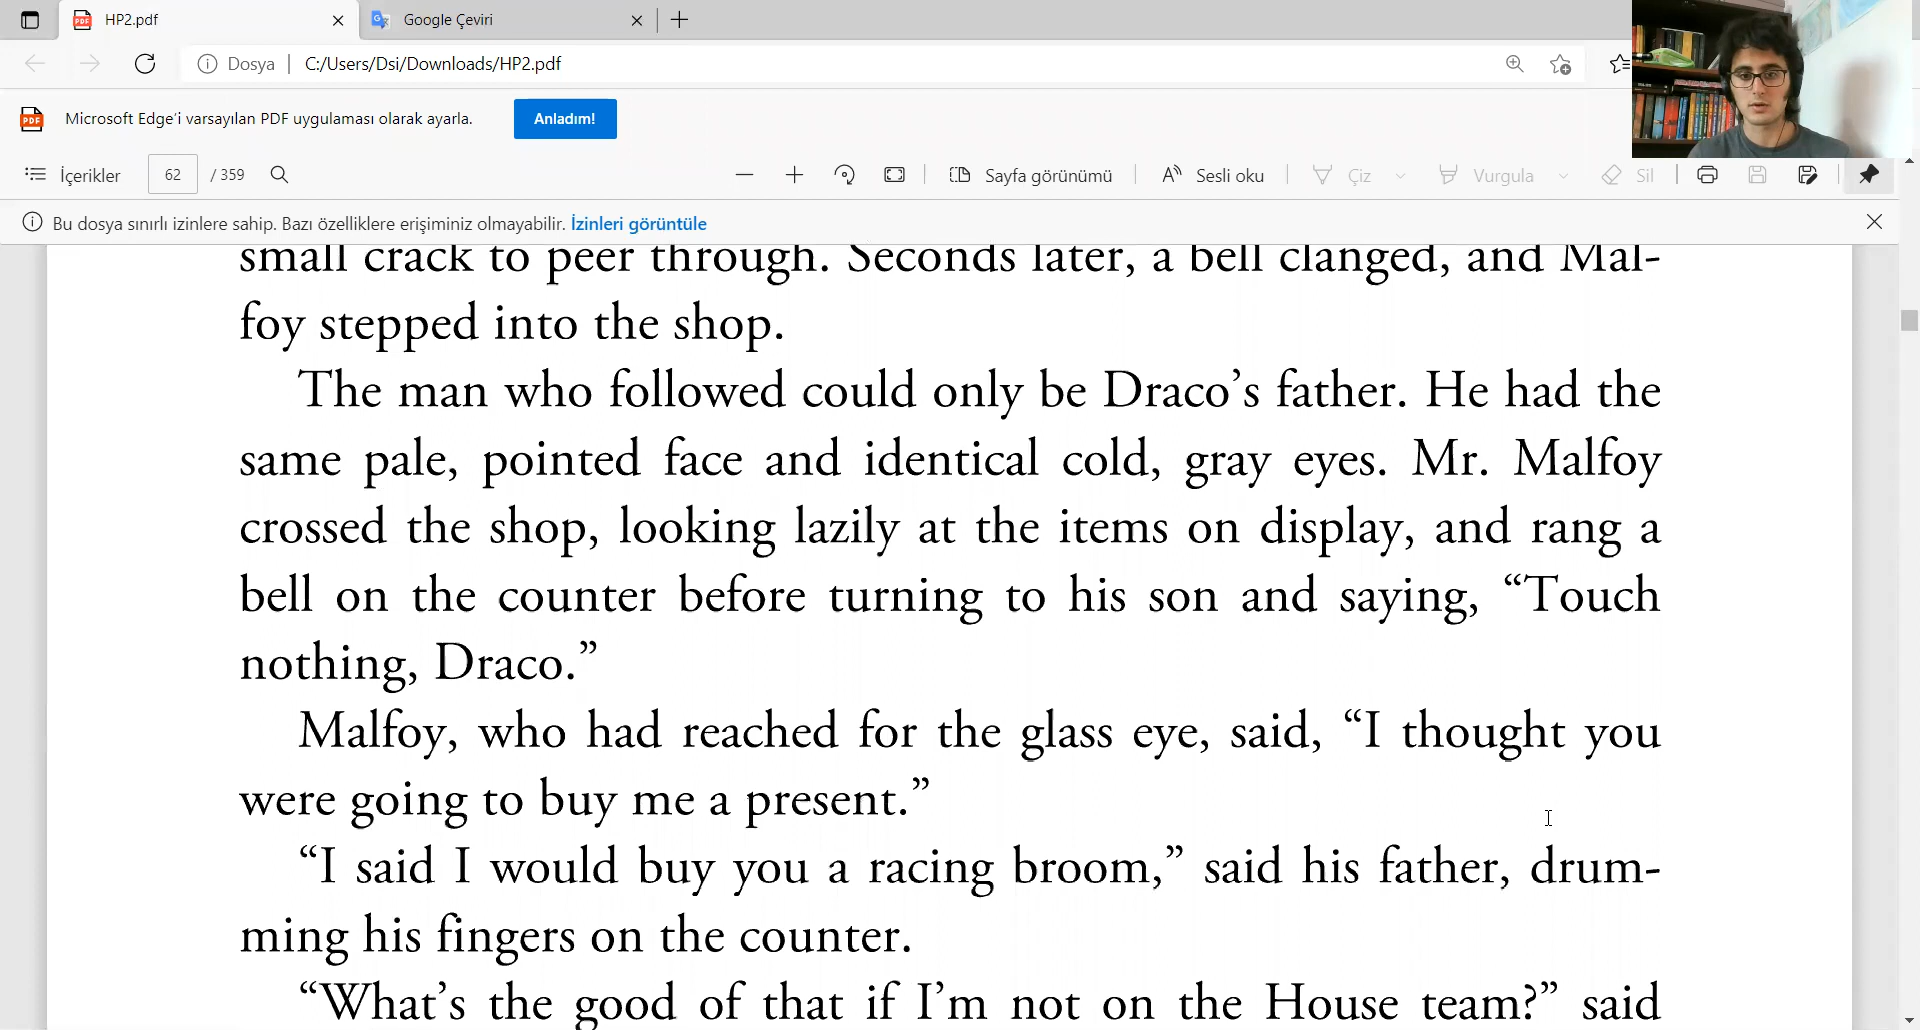 HP2.pdf
Google Çeviri
Dosya
C:/Users/Dsi/Downloads/HP2.pdf
PDF
Microsoft Edge'i varsayılan PDF uygulaması olarak ayarla.
Anladım!
İçerikler
62
/ 359
Sayfa görünümü
Sesli oku
Çiz
Vurgula
Sil
Bu dosya sınırlı izinlere sahip. Bazı özelliklere erişiminiz olmayabilir. İzinleri görüntüle
small crack to peer through. Seconds later, a bell clanged, and Mal-
foy stepped into the shop.
The man who followed could only be Draco’s father. He had the
same pale, pointed face and identical cold, gray eyes. Mr. Malfoy
crossed the shop, looking lazily at the items on display, and rang a
bell on the counter before turning to his son and saying, “Touch
nothing, Draco.”
Malfoy, who had reached for the glass eye, said, “I thought you
were going to buy me a present.”
“I said I would buy you a racing broom,” said his father, drum-
ming his fingers on the counter.
“What’s the good of that if I’m not on the House team?” said